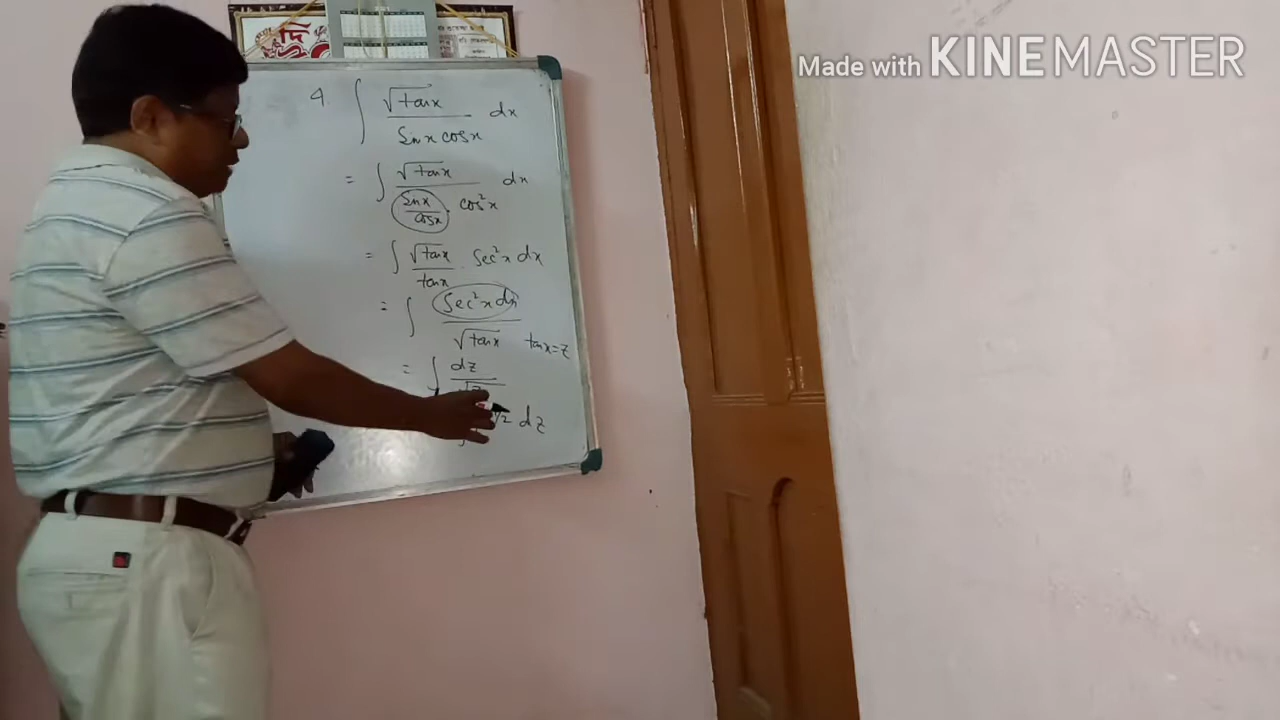 Made with KINEMASTER
4 ∫ √tanx / Sinx cosx dx
= ∫ √tanx / (Sinx / cosx) · cos²x dx
= ∫ √tanx / tanx · Sec²x dx
= ∫ Sec²x dx / √tanx tanx = z
= ∫ dz / √z
dz